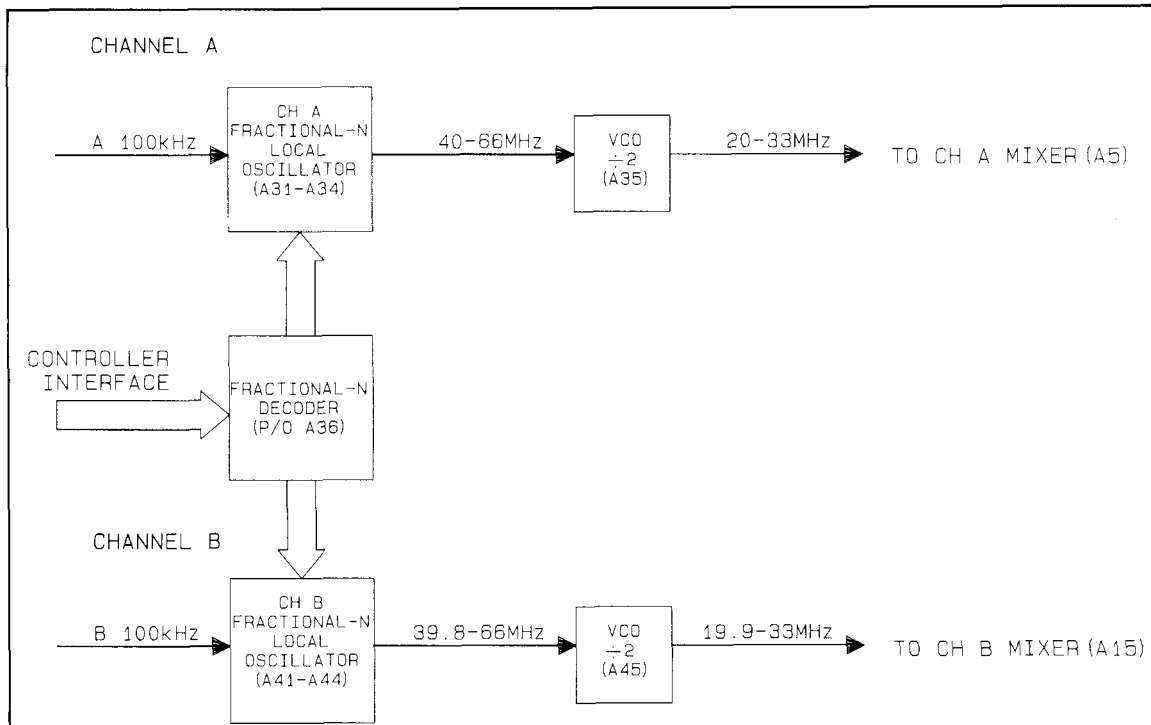 CHANNEL A
A 100kHz
CH A
FRACTIONAL-N
LOCAL
OSCILLATOR
(A31-A34)
40-66MHz
VCO
÷2
(A35)
20-33MHz
TO CH A MIXER(A5)
CONTROLLER
INTERFACE
FRACTIONAL-N
DECODER
(P/O A36)
CHANNEL B
B 100kHz
CH B
FRACTIONAL-N
LOCAL
OSCILLATOR
(A41-A44)
39.8-66MHz
VCO
÷2
(A45)
19.9-33MHz
TO CH B MIXER(A15)